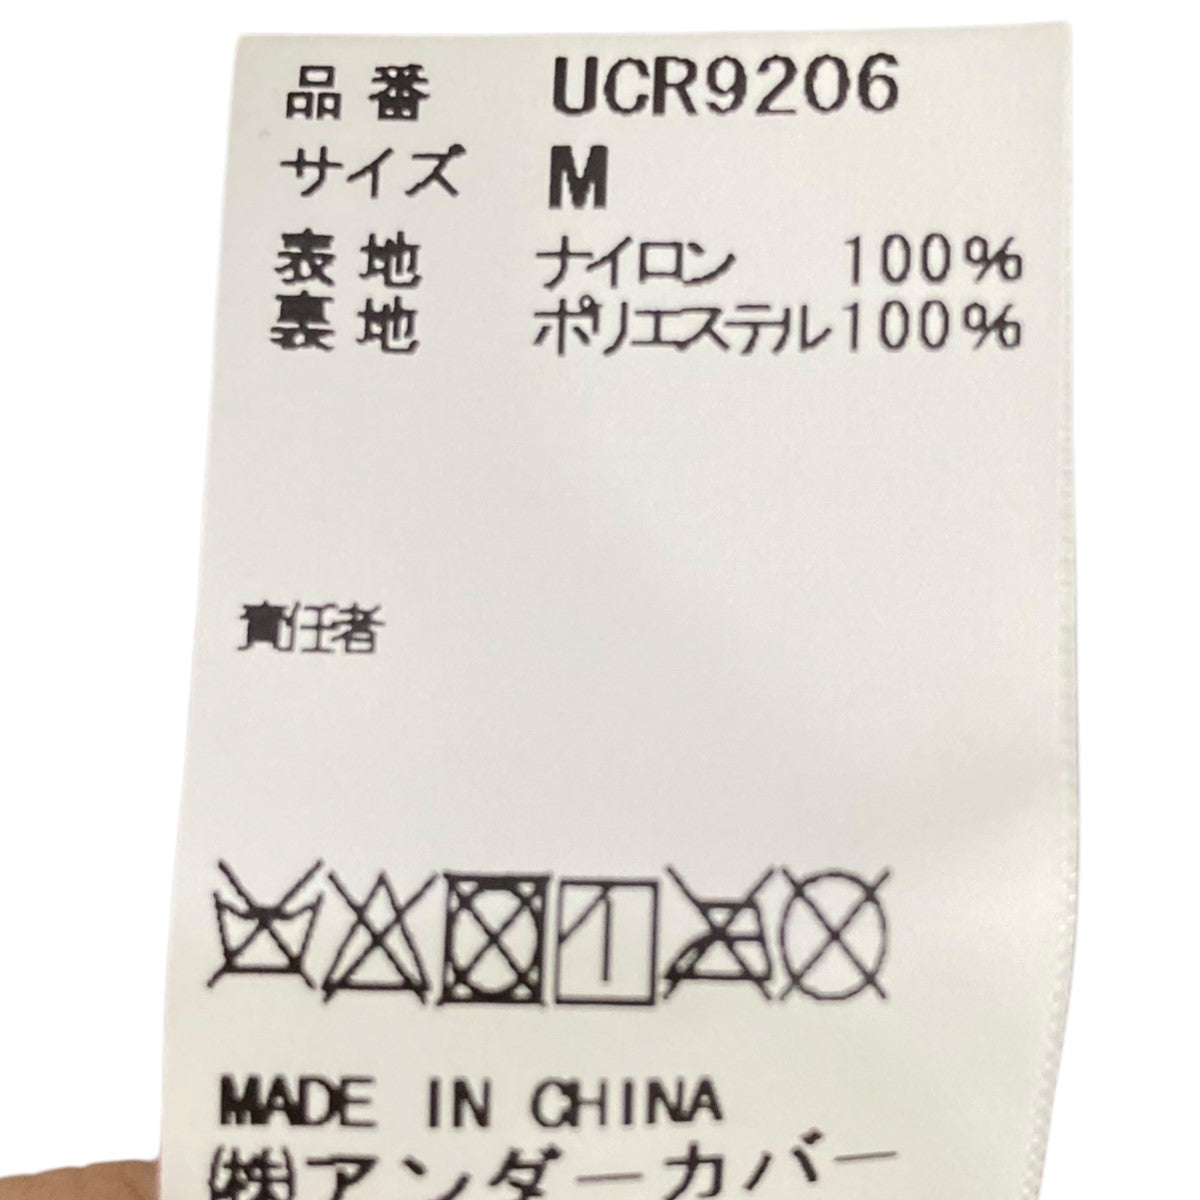 品番 UCR9206
サイズ M
表地 ナイロン 100%
裏地 ポリエステル100%
責任者
MADE IN CHINA
(株)アンダーカバー